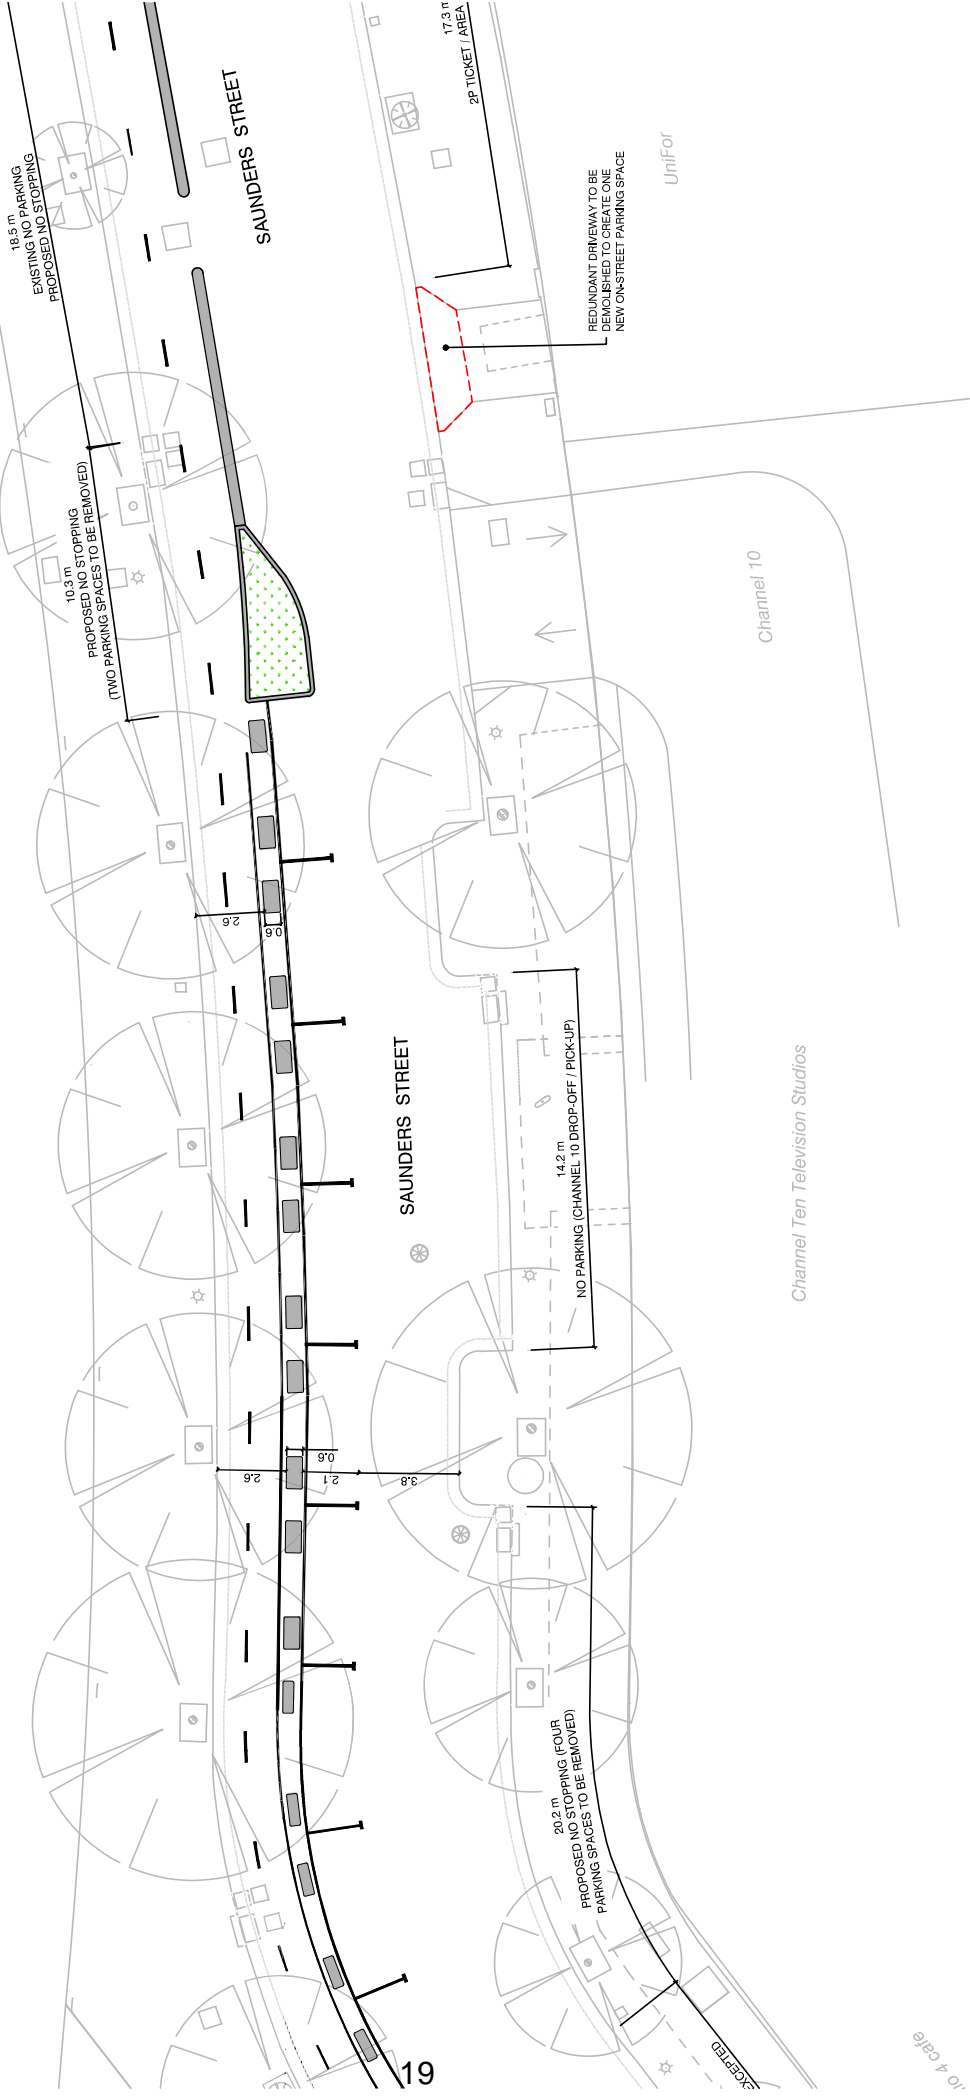 18.5 m
EXISTING NO PARKING
PROPOSED NO STOPPING
SAUNDERS STREET
17.3 m
2P TICKET / AREA
UniFor
REDUNDANT DRIVEWAY TO BE
DEMOLISHED TO CREATE ONE
NEW ON-STREET PARKING SPACE
10.3 m
PROPOSED NO STOPPING
(TWO PARKING SPACES TO BE REMOVED)
Channel 10
2.6
0.6
SAUNDERS STREET
14.2 m
NO PARKING (CHANNEL 10 DROP-OFF / PICK-UP)
Channel Ten Television Studios
2.6
0.6
2.1
3.8
20.2 m
PROPOSED NO STOPPING (FOUR
PARKING SPACES TO BE REMOVED)
EXCEPTED
4 cafe
19